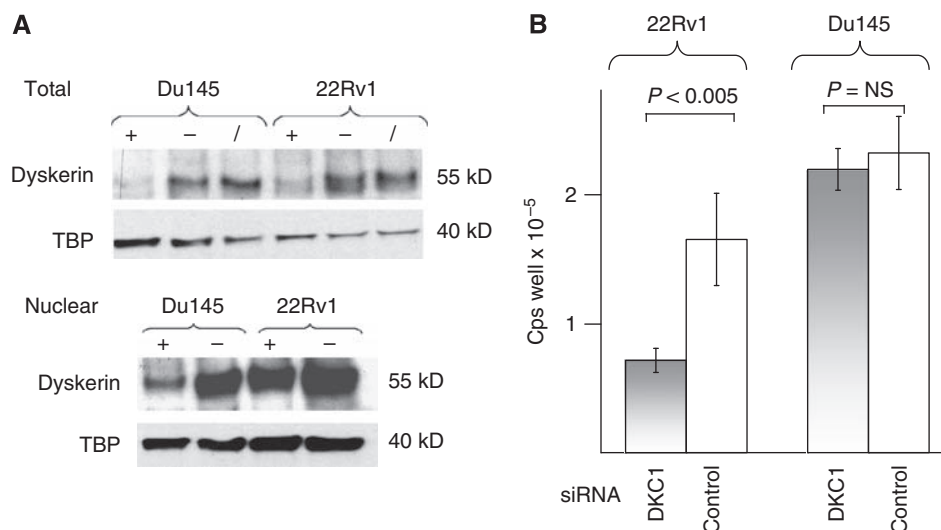 A
Total
Du145
22Rv1
+ − / + − /
Dyskerin
55 kD
TBP
40 kD
Nuclear
Du145
22Rv1
+ − + −
Dyskerin
55 kD
TBP
40 kD
B
22Rv1
Du145
P < 0.005
P = NS
Cps well x 10⁻⁵
2
1
siRNA
DKC1
Control
DKC1
Control